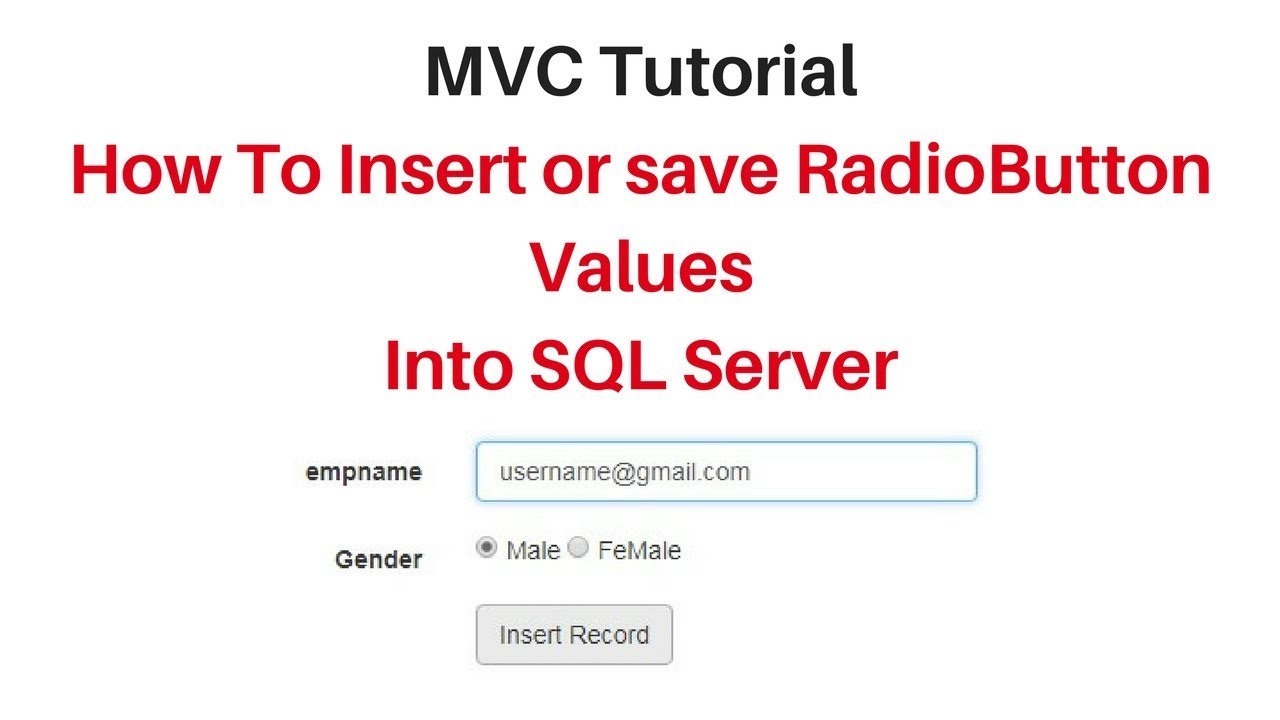 MVC Tutorial
How To Insert or save RadioButton
Values
Into SQL Server
empname username@gmail.com
Gender Male FeMale
Insert Record